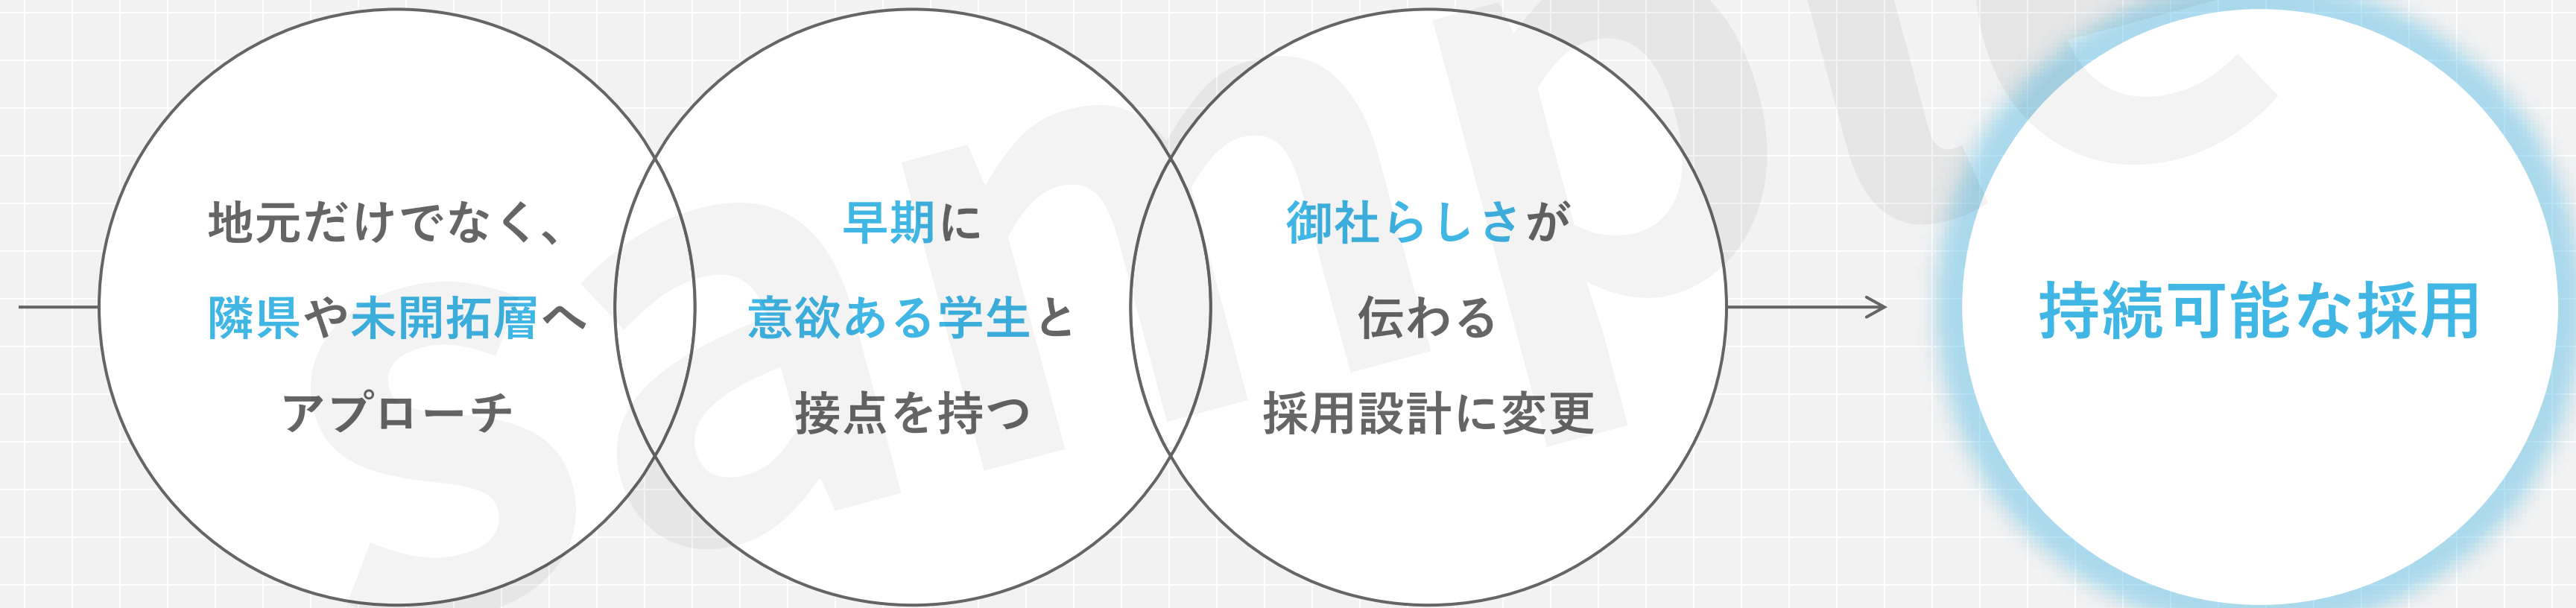 地元だけでなく、
隣県や未開拓層へ
アプローチ
早期に
意欲ある学生と
接点を持つ
御社らしさが
伝わる
採用設計に変更
持続可能な採用
sample